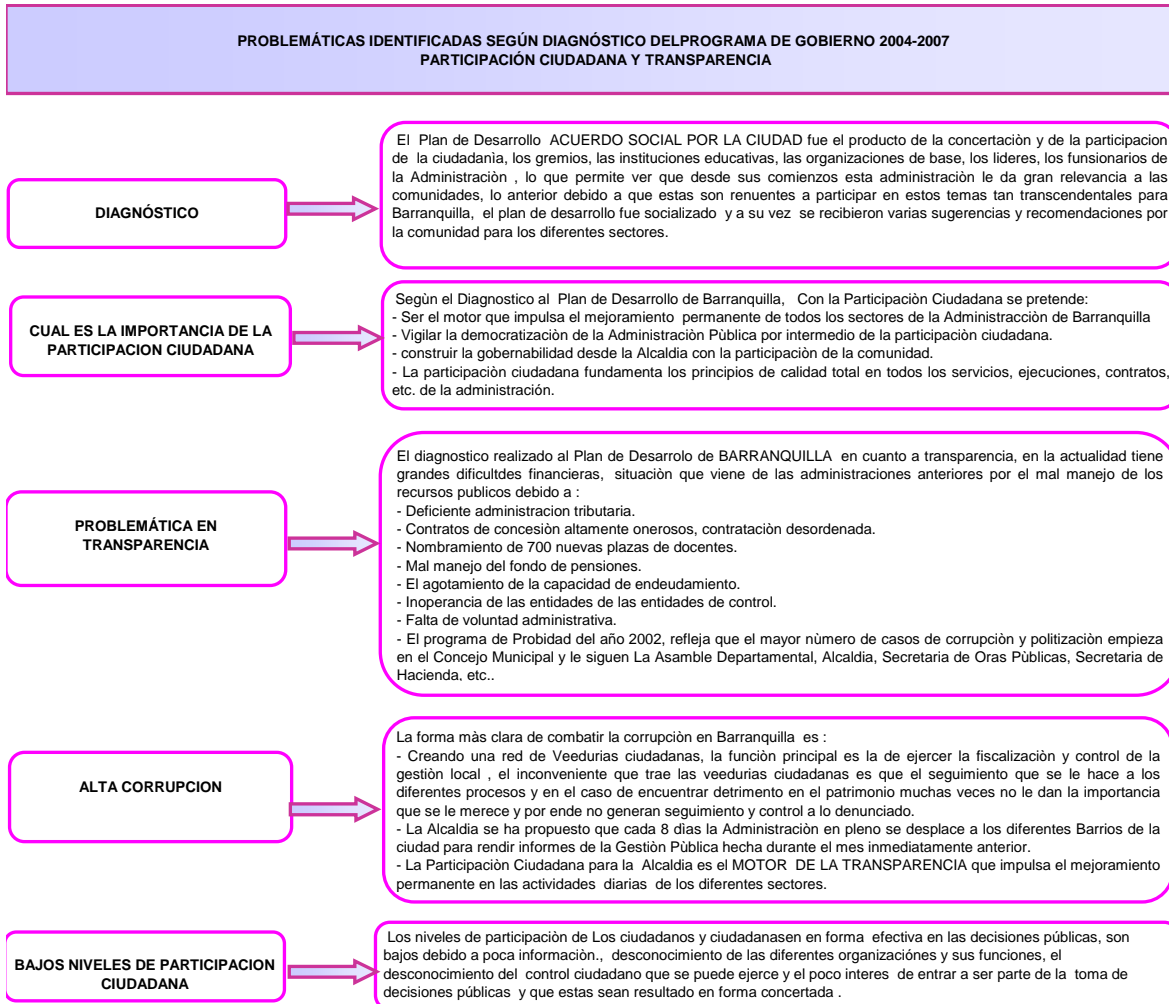 PROBLEMÁTICAS IDENTIFICADAS SEGÚN DIAGNÓSTICO DELPROGRAMA DE GOBIERNO 2004-2007
PARTICIPACIÓN CIUDADANA Y TRANSPARENCIA
DIAGNÓSTICO
El Plan de Desarrollo ACUERDO SOCIAL POR LA CIUDAD fue el producto de la concertaciòn y de la participacion
de la ciudadanìa, los gremios, las instituciones educativas, las organizaciones de base, los lideres, los funsionarios de
la Administraciòn , lo que permite ver que desde sus comienzos esta administraciòn le da gran relevancia a las
comunidades, lo anterior debido a que estas son renuentes a participar en estos temas tan transcendentales para
Barranquilla, el plan de desarrollo fue socializado y a su vez se recibieron varias sugerencias y recomendaciones por
la comunidad para los diferentes sectores.
CUAL ES LA IMPORTANCIA DE LA
PARTICIPACION CIUDADANA
Segùn el Diagnostico al Plan de Desarrollo de Barranquilla, Con la Participaciòn Ciudadana se pretende:
- Ser el motor que impulsa el mejoramiento permanente de todos los sectores de la Administracciòn de Barranquilla
- Vigilar la democratizaciòn de la Administraciòn Pùblica por intermedio de la participaciòn ciudadana.
- construir la gobernabilidad desde la Alcaldia con la participaciòn de la comunidad.
- La participaciòn ciudadana fundamenta los principios de calidad total en todos los servicios, ejecuciones, contratos,
etc. de la administración.
PROBLEMÁTICA EN
TRANSPARENCIA
El diagnostico realizado al Plan de Desarrolo de BARRANQUILLA en cuanto a transparencia, en la actualidad tiene
grandes dificultdes financieras, situaciòn que viene de las administraciones anteriores por el mal manejo de los
recursos publicos debido a :
- Deficiente administracion tributaria.
- Contratos de concesiòn altamente onerosos, contrataciòn desordenada.
- Nombramiento de 700 nuevas plazas de docentes.
- Mal manejo del fondo de pensiones.
- El agotamiento de la capacidad de endeudamiento.
- Inoperancia de las entidades de las entidades de control.
- Falta de voluntad administrativa.
- El programa de Probidad del año 2002, refleja que el mayor nùmero de casos de corrupciòn y politizaciòn empieza
en el Concejo Municipal y le siguen La Asamble Departamental, Alcaldia, Secretaria de Oras Pùblicas, Secretaria de
Hacienda, etc..
ALTA CORRUPCION
La forma màs clara de combatir la corrupciòn en Barranquilla es :
- Creando una red de Veedurias ciudadanas, la funciòn principal es la de ejercer la fiscalizaciòn y control de la
gestiòn local , el inconveniente que trae las veedurias ciudadanas es que el seguimiento que se le hace a los
diferentes procesos y en el caso de encuentrar detrimento en el patrimonio muchas veces no le dan la importancia
que se le merece y por ende no generan seguimiento y control a lo denunciado.
- La Alcaldia se ha propuesto que cada 8 dìas la Administraciòn en pleno se desplace a los diferentes Barrios de la
ciudad para rendir informes de la Gestiòn Pùblica hecha durante el mes inmediatamente anterior.
- La Participaciòn Ciudadana para la Alcaldia es el MOTOR DE LA TRANSPARENCIA que impulsa el mejoramiento
permanente en las actividades diarias de los diferentes sectores.
BAJOS NIVELES DE PARTICIPACION
CIUDADANA
Los niveles de participaciòn de Los ciudadanos y ciudadanasen en forma efectiva en las decisiones públicas, son
bajos debido a poca informaciòn., desconocimiento de las diferentes organizaciónes y sus funciones, el
desconocimiento del control ciudadano que se puede ejerce y el poco interes de entrar a ser parte de la toma de
decisiones públicas y que estas sean resultado en forma concertada .